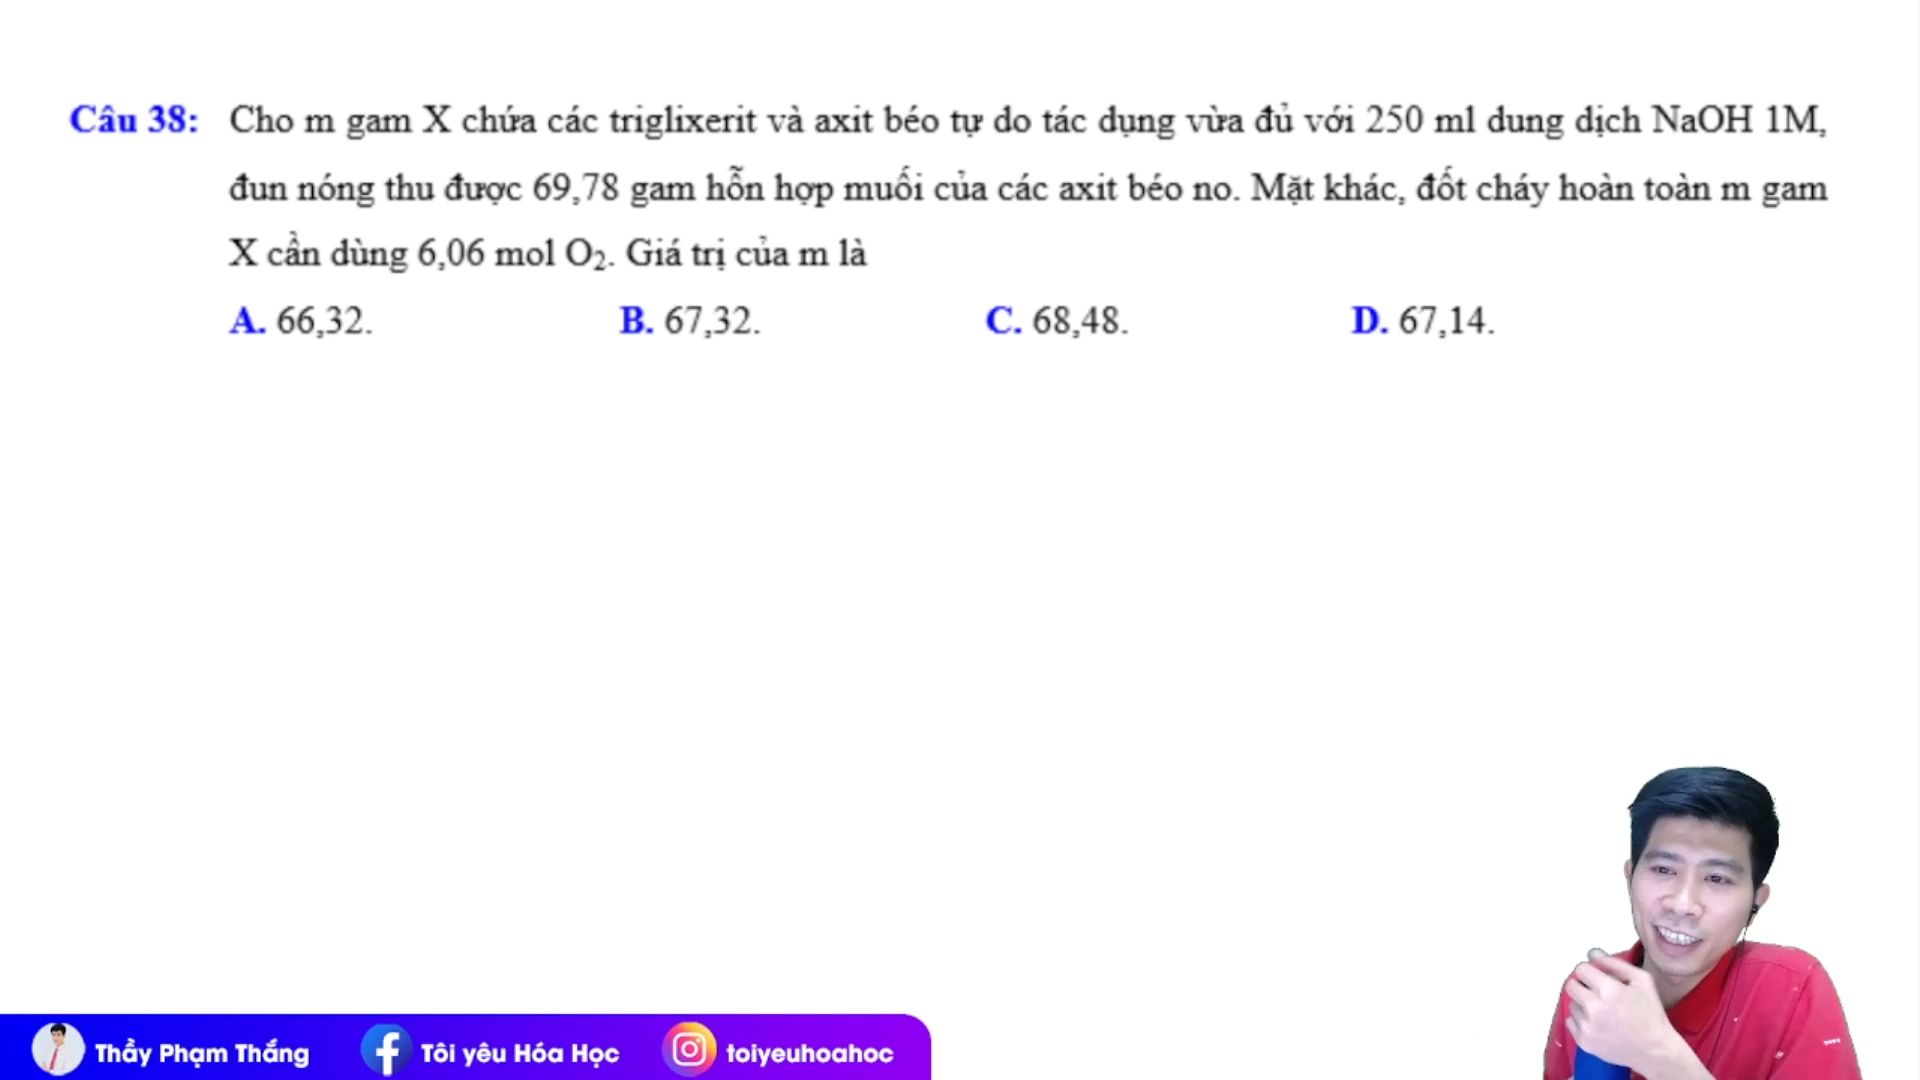 Câu 38: Cho m gam X chứa các triglixerit và axit béo tự do tác dụng vừa đủ với 250 ml dung dịch NaOH 1M,
đun nóng thu được 69,78 gam hỗn hợp muối của các axit béo no. Mặt khác, đốt cháy hoàn toàn m gam
X cần dùng 6,06 mol O₂. Giá trị của m là
A. 66,32. B. 67,32. C. 68,48. D. 67,14.
Thầy Phạm Thắng Tôi yêu Hóa Học toiyeuhoahoc